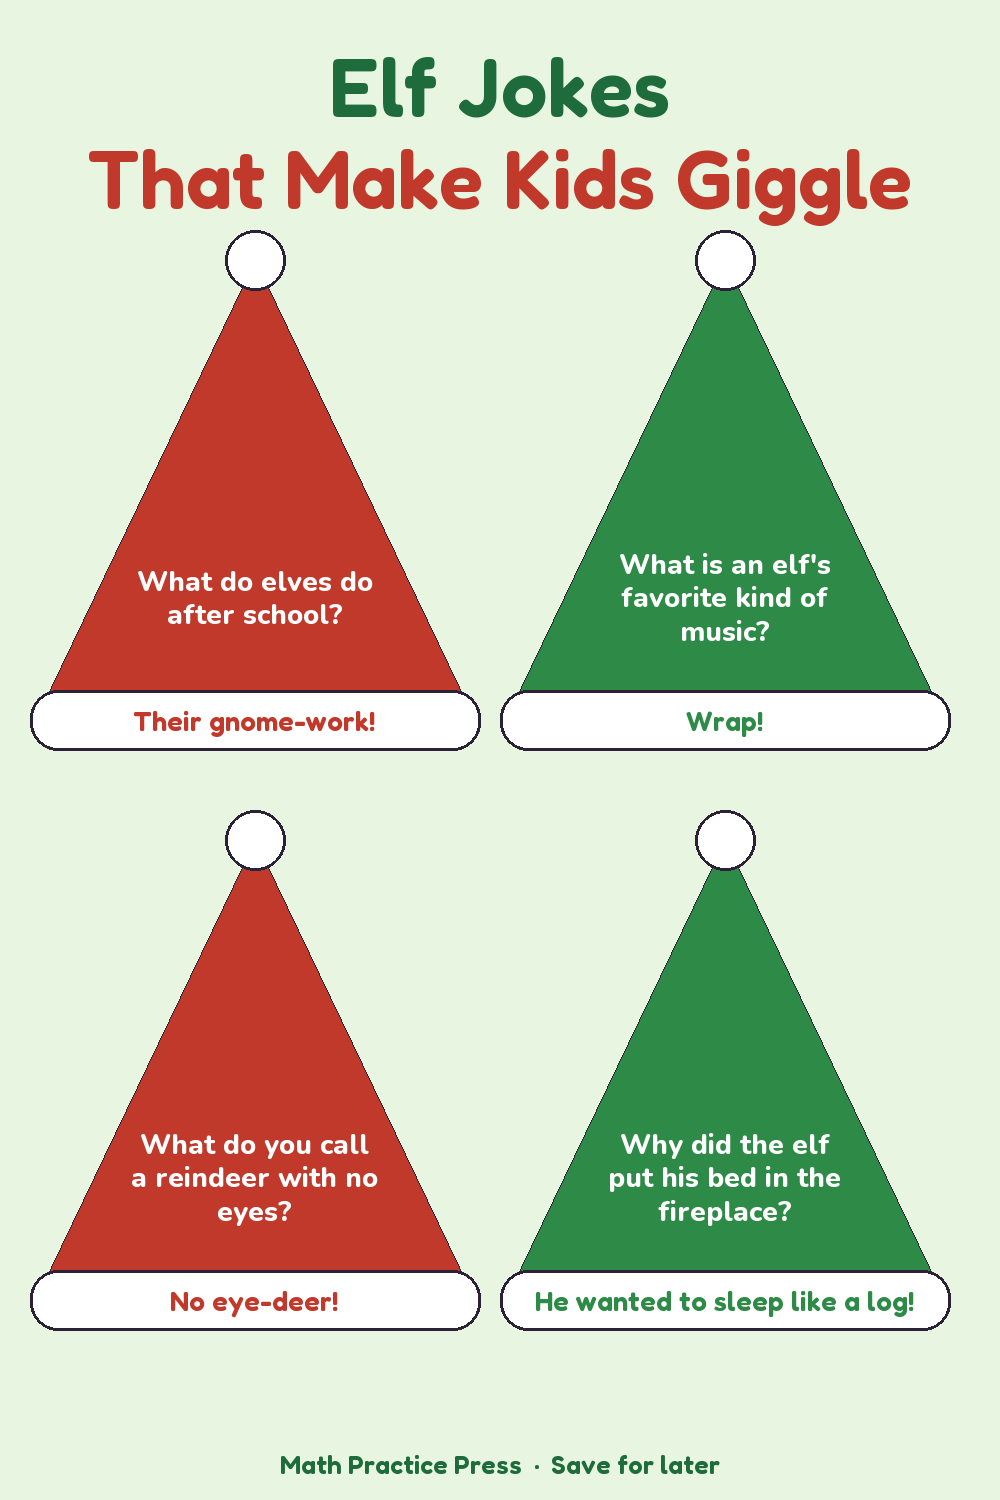 Elf Jokes
That Make Kids Giggle
What do elves do
after school?
Their gnome-work!
What is an elf's
favorite kind of
music?
Wrap!
What do you call
a reindeer with no
eyes?
No eye-deer!
Why did the elf
put his bed in the
fireplace?
He wanted to sleep like a log!
Math Practice Press · Save for later